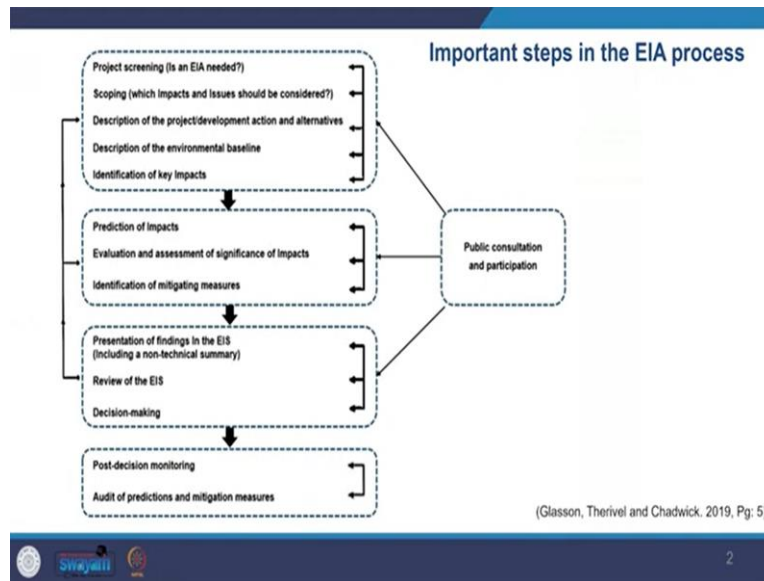 Important steps in the EIA process
Project screening (Is an EIA needed?)
Scoping (which Impacts and Issues should be considered?)
Description of the project/development action and alternatives
Description of the environmental baseline
Identification of key Impacts
Prediction of Impacts
Evaluation and assessment of significance of Impacts
Identification of mitigating measures
Public consultation
and participation
Presentation of findings In the EIS
(Including a non-technical summary)
Review of the EIS
Decision-making
Post-decision monitoring
Audit of predictions and mitigation measures
(Glasson, Therivel and Chadwick. 2019, Pg: 5)
swayam
2